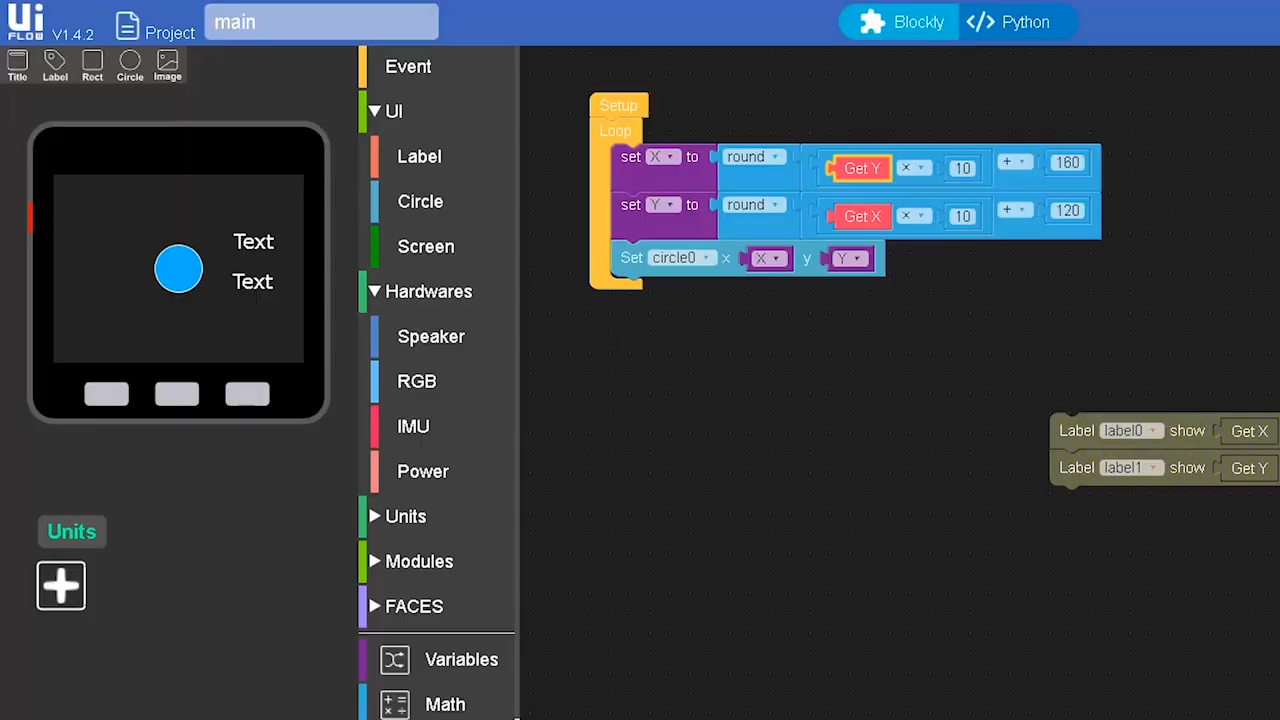 Ui
FLOW V1.4.2
Project
main
Blockly
</> Python
Title Label Rect Circle Image
Text
Text
Units
Event
UI
Label
Circle
Screen
Hardwares
Speaker
RGB
IMU
Power
Units
Modules
FACES
Variables
Math
Setup
Loop
set X to round Get Y × 10 + 160
set Y to round Get X × 10 + 120
Set circle0 x X y Y
Label label0 show Get X
Label label1 show Get Y